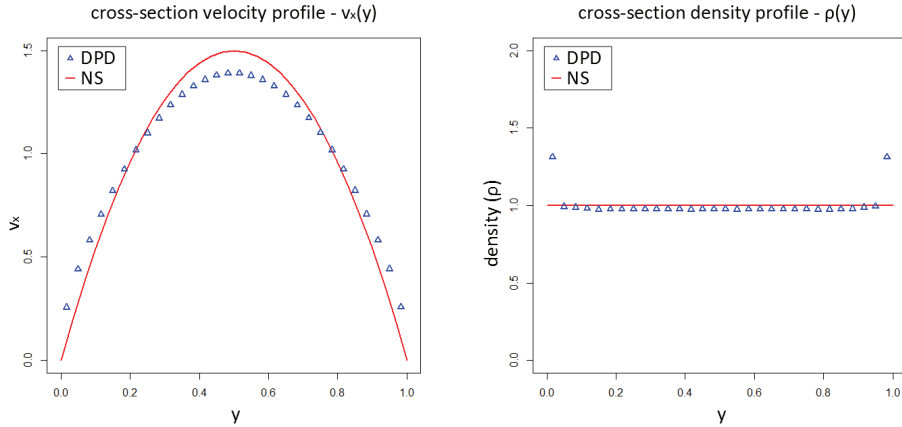 cross-section velocity profile - vₓ(y)
DPD
NS
1.5
1.0
0.5
0.0
vₓ
0.0 0.2 0.4 0.6 0.8 1.0
y
cross-section density profile - ρ(y)
DPD
NS
2.0
1.5
1.0
0.5
0.0
density (ρ)
0.0 0.2 0.4 0.6 0.8 1.0
y